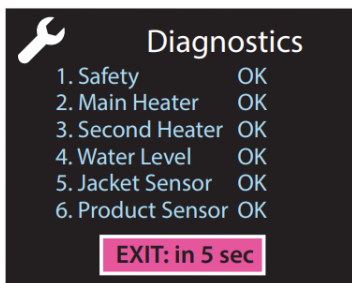 Diagnostics
1. Safety OK
2. Main Heater OK
3. Second Heater OK
4. Water Level OK
5. Jacket Sensor OK
6. Product Sensor OK
EXIT: in 5 sec